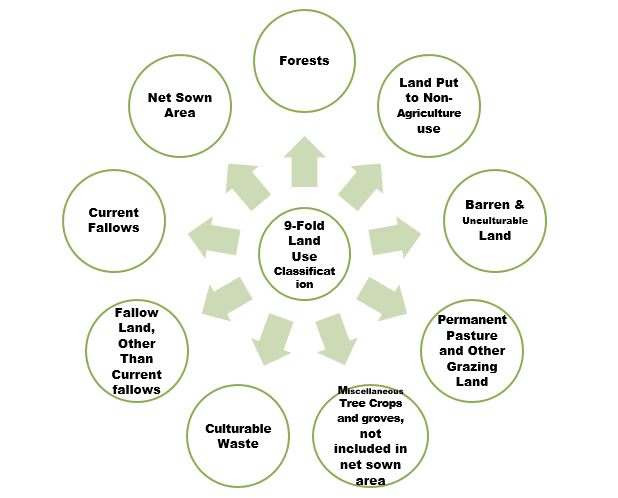 Forests
Land Put
to Non-
Agriculture
use
Barren &
Unculturable
Land
Permanent
Pasture
and Other
Grazing
Land
Miscellaneous
Tree Crops
and groves,
not
included in
net sown
area
Culturable
Waste
Fallow
Land,
Other
Than
Current
fallows
Current
Fallows
Net Sown
Area
9-Fold
Land
Use
Classificat
ion